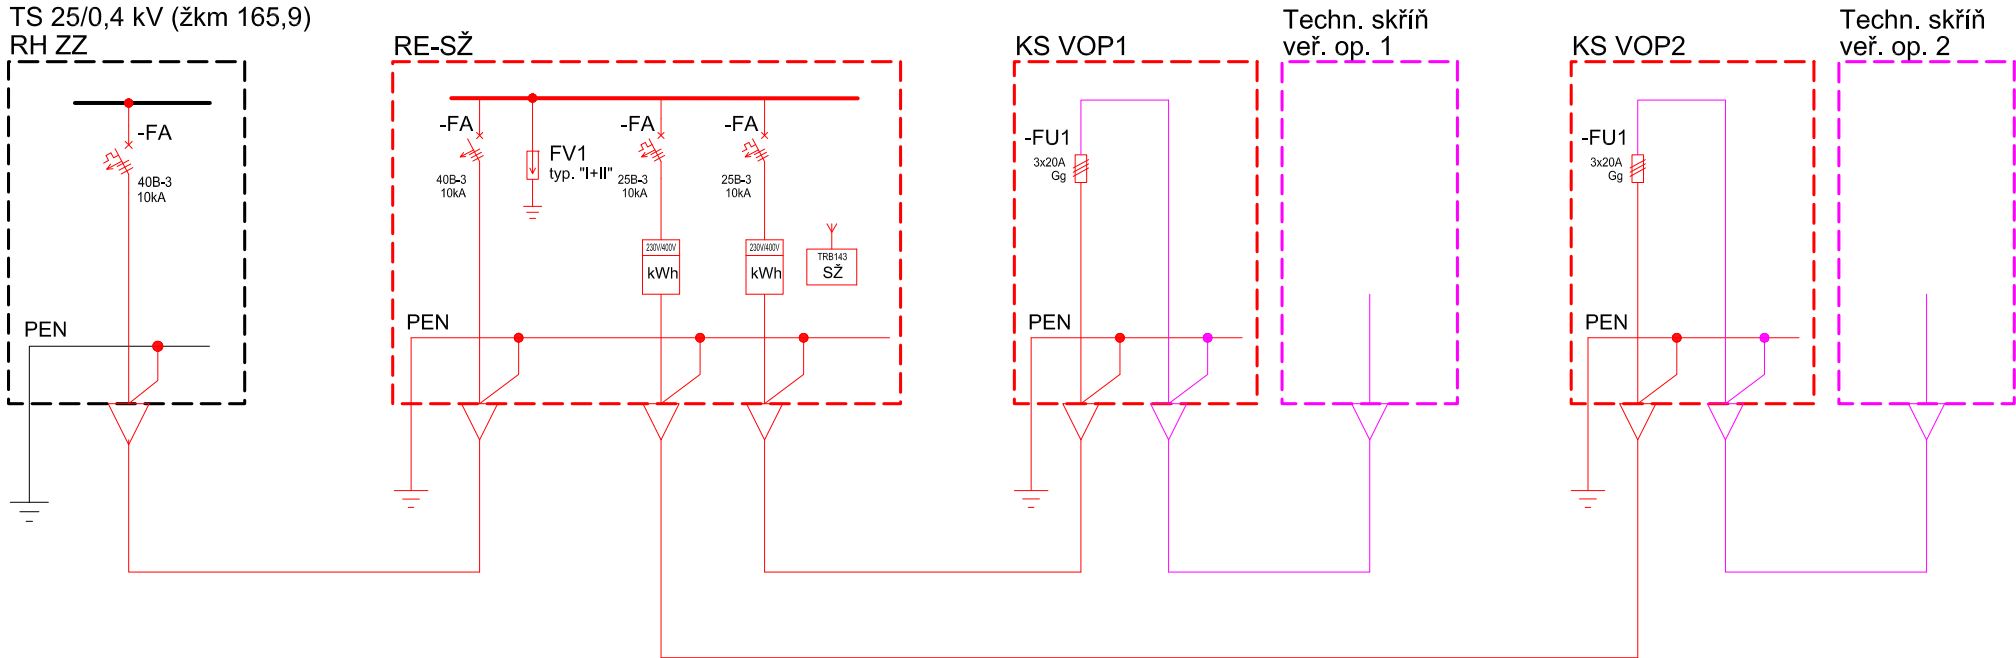 TS 25/0,4 kV (žkm 165,9)
RH ZZ
-FA
40B-3
10kA
PEN
RE-SŽ
-FA
40B-3
10kA
FV1
typ. "I+II"
-FA
25B-3
10kA
230V/400V
kWh
-FA
25B-3
10kA
230V/400V
kWh
TRB143
SŽ
PEN
KS VOP1
-FU1
3x20A
Gg
PEN
Techn. skříň
veř. op. 1
KS VOP2
-FU1
3x20A
Gg
PEN
Techn. skříň
veř. op. 2